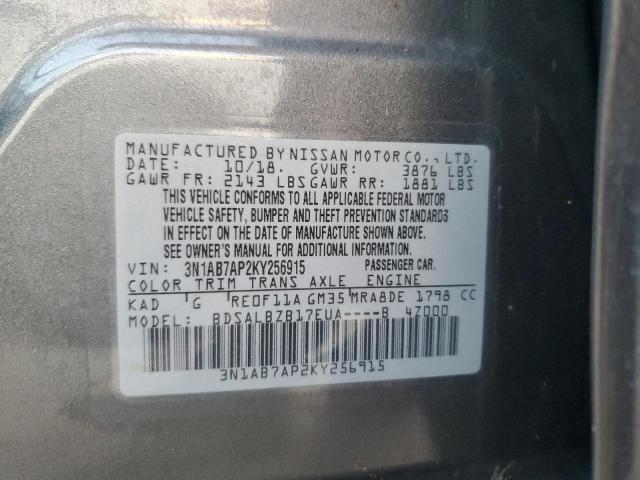 MANUFACTURED BY NISSAN MOTOR CO., LTD.
DATE: 10/18. GVWR: 3876 LBS
GAWR FR: 2143 LBS GAWR RR: 1881 LBS
THIS VEHICLE CONFORMS TO ALL APPLICABLE FEDERAL MOTOR
VEHICLE SAFETY, BUMPER AND THEFT PREVENTION STANDARDS
IN EFFECT ON THE DATE OF MANUFACTURE SHOWN ABOVE.
SEE OWNER'S MANUAL FOR ADDITIONAL INFORMATION.
VIN: 3N1AB7AP2KY256915 PASSENGER CAR.
COLOR TRIM TRANS AXLE ENGINE
KAD G RE0F11A GM35 MRA8DE 1798 CC
MODEL: BDSALBZB17EUA----B 4Z000
3N1AB7AP2KY256915